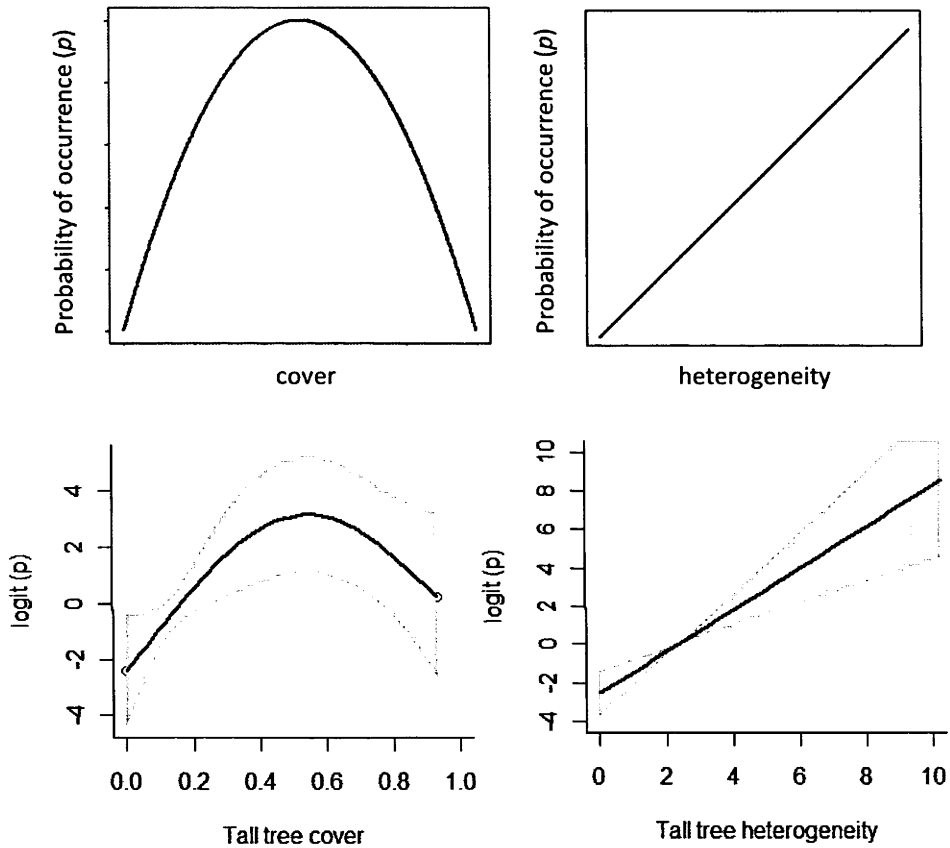 Probability of occurrence (p)
cover
Probability of occurrence (p)
heterogeneity
logit (p)
4
2
0
-2
-4
0.0 0.2 0.4 0.6 0.8 1.0
Tall tree cover
logit (p)
10
8
6
4
2
0
-2
-4
0 2 4 6 8 10
Tall tree heterogeneity